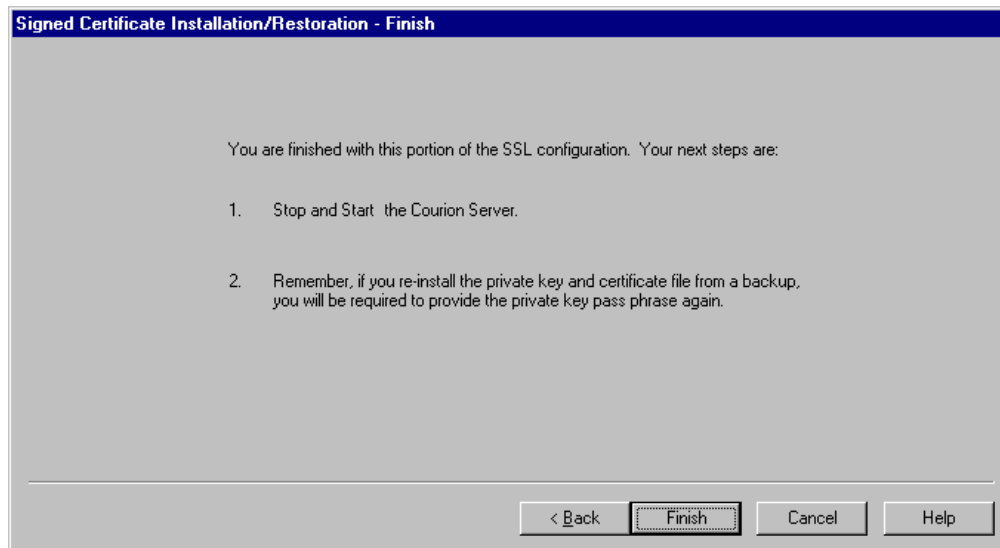 Signed Certificate Installation/Restoration - Finish
You are finished with this portion of the SSL configuration.  Your next steps are:
1. Stop and Start  the Courion Server.
2. Remember, if you re-install the private key and certificate file from a backup,
you will be required to provide the private key pass phrase again.
< Back Finish Cancel Help